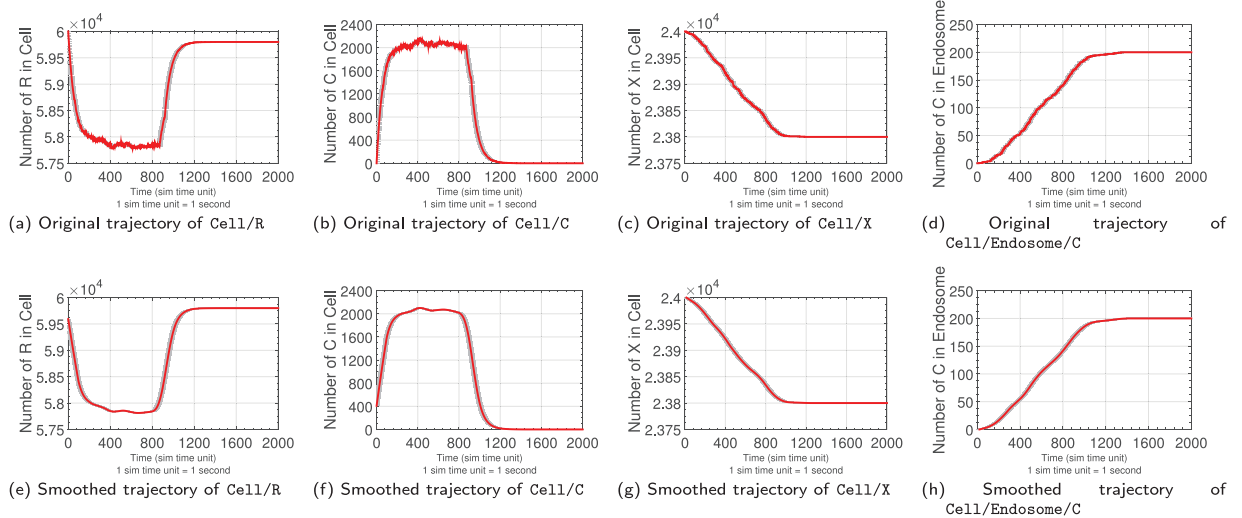 × 10⁴
6
5.95
5.9
5.85
5.8
5.75
Number of R in Cell
0 400 800 1200 1600 2000
Time (sim time unit)
1 sim time unit = 1 second
(a) Original trajectory of Cell/R
2400
2000
1600
1200
800
400
0
Number of C in Cell
0 400 800 1200 1600 2000
Time (sim time unit)
1 sim time unit = 1 second
(b) Original trajectory of Cell/C
× 10⁴
2.4
2.395
2.39
2.385
2.38
2.375
Number of X in Cell
0 400 800 1200 1600 2000
Time (sim time unit)
1 sim time unit = 1 second
(c) Original trajectory of Cell/X
250
200
150
100
50
0
Number of C in Endosome
0 400 800 1200 1600 2000
Time (sim time unit)
1 sim time unit = 1 second
(d) Original trajectory of
Cell/Endosome/C
× 10⁴
6
5.95
5.9
5.85
5.8
5.75
Number of R in Cell
0 400 800 1200 1600 2000
Time (sim time unit)
1 sim time unit = 1 second
(e) Smoothed trajectory of Cell/R
2400
2000
1600
1200
800
400
0
Number of C in Cell
0 400 800 1200 1600 2000
Time (sim time unit)
1 sim time unit = 1 second
(f) Smoothed trajectory of Cell/C
× 10⁴
2.4
2.395
2.39
2.385
2.38
2.375
Number of X in Cell
0 400 800 1200 1600 2000
Time (sim time unit)
1 sim time unit = 1 second
(g) Smoothed trajectory of Cell/X
250
200
150
100
50
0
Number of C in Endosome
0 400 800 1200 1600 2000
Time (sim time unit)
1 sim time unit = 1 second
(h) Smoothed trajectory of
Cell/Endosome/C